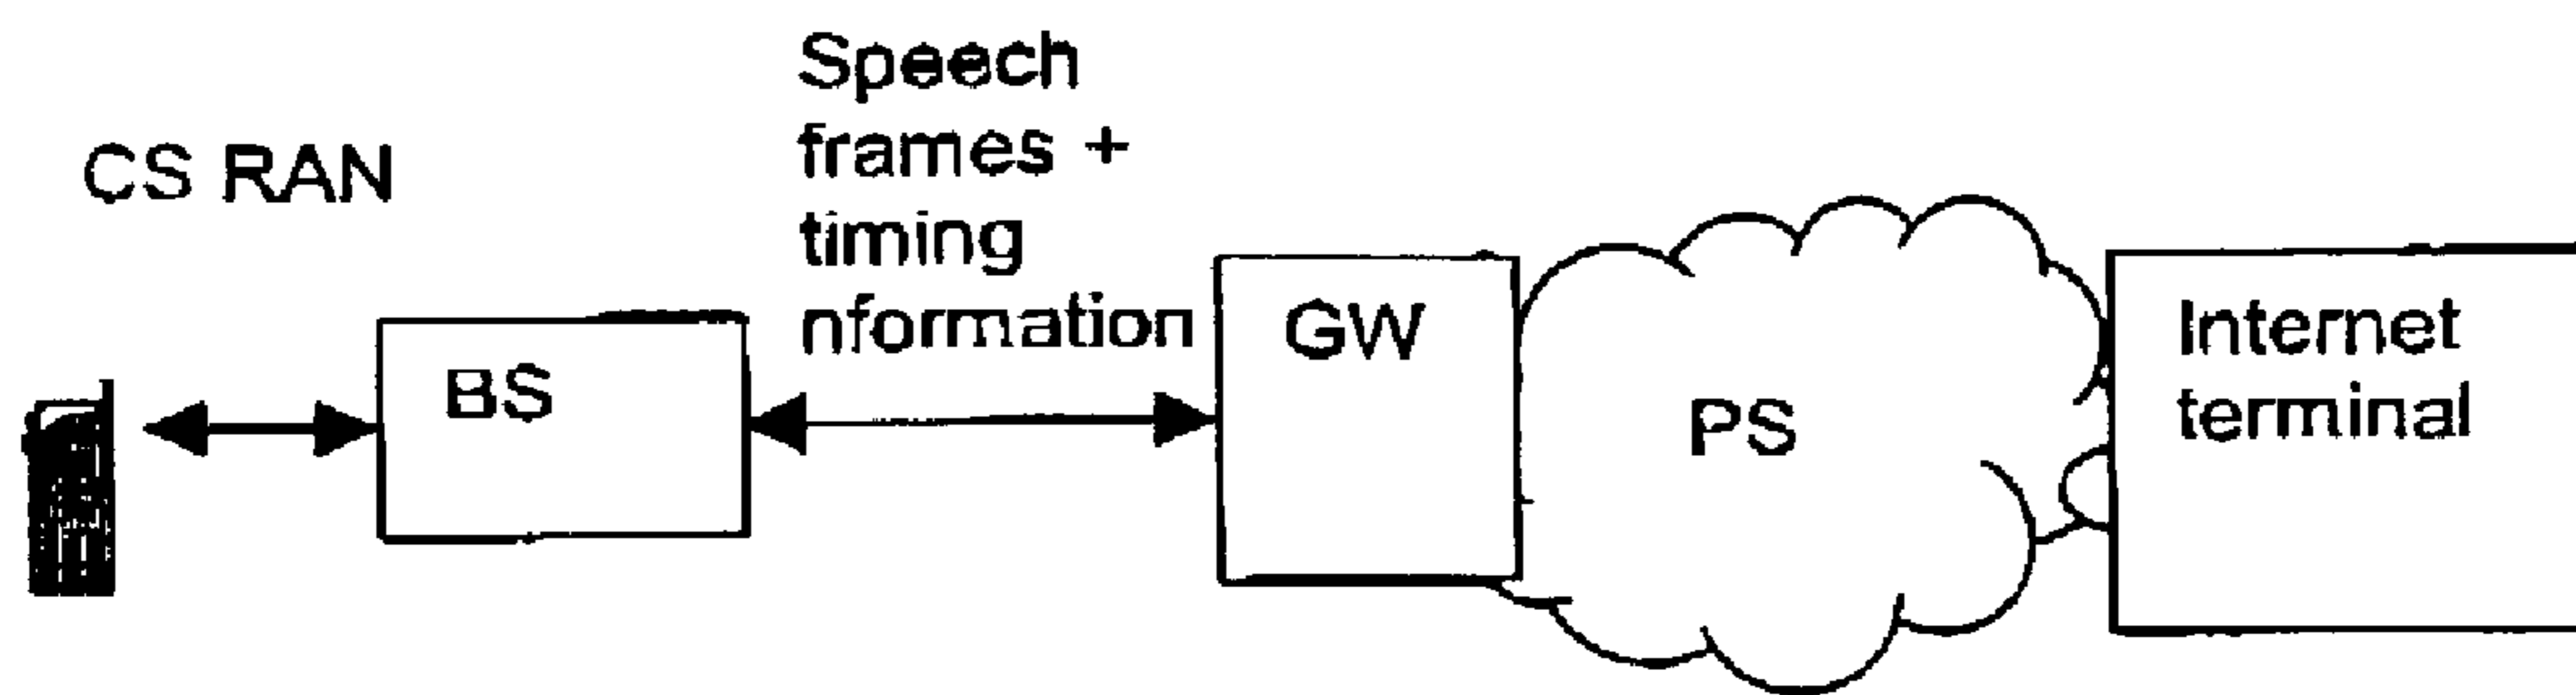 CS RAN
Speech
frames +
timing
nformation
BS
GW
PS
Internet
terminal